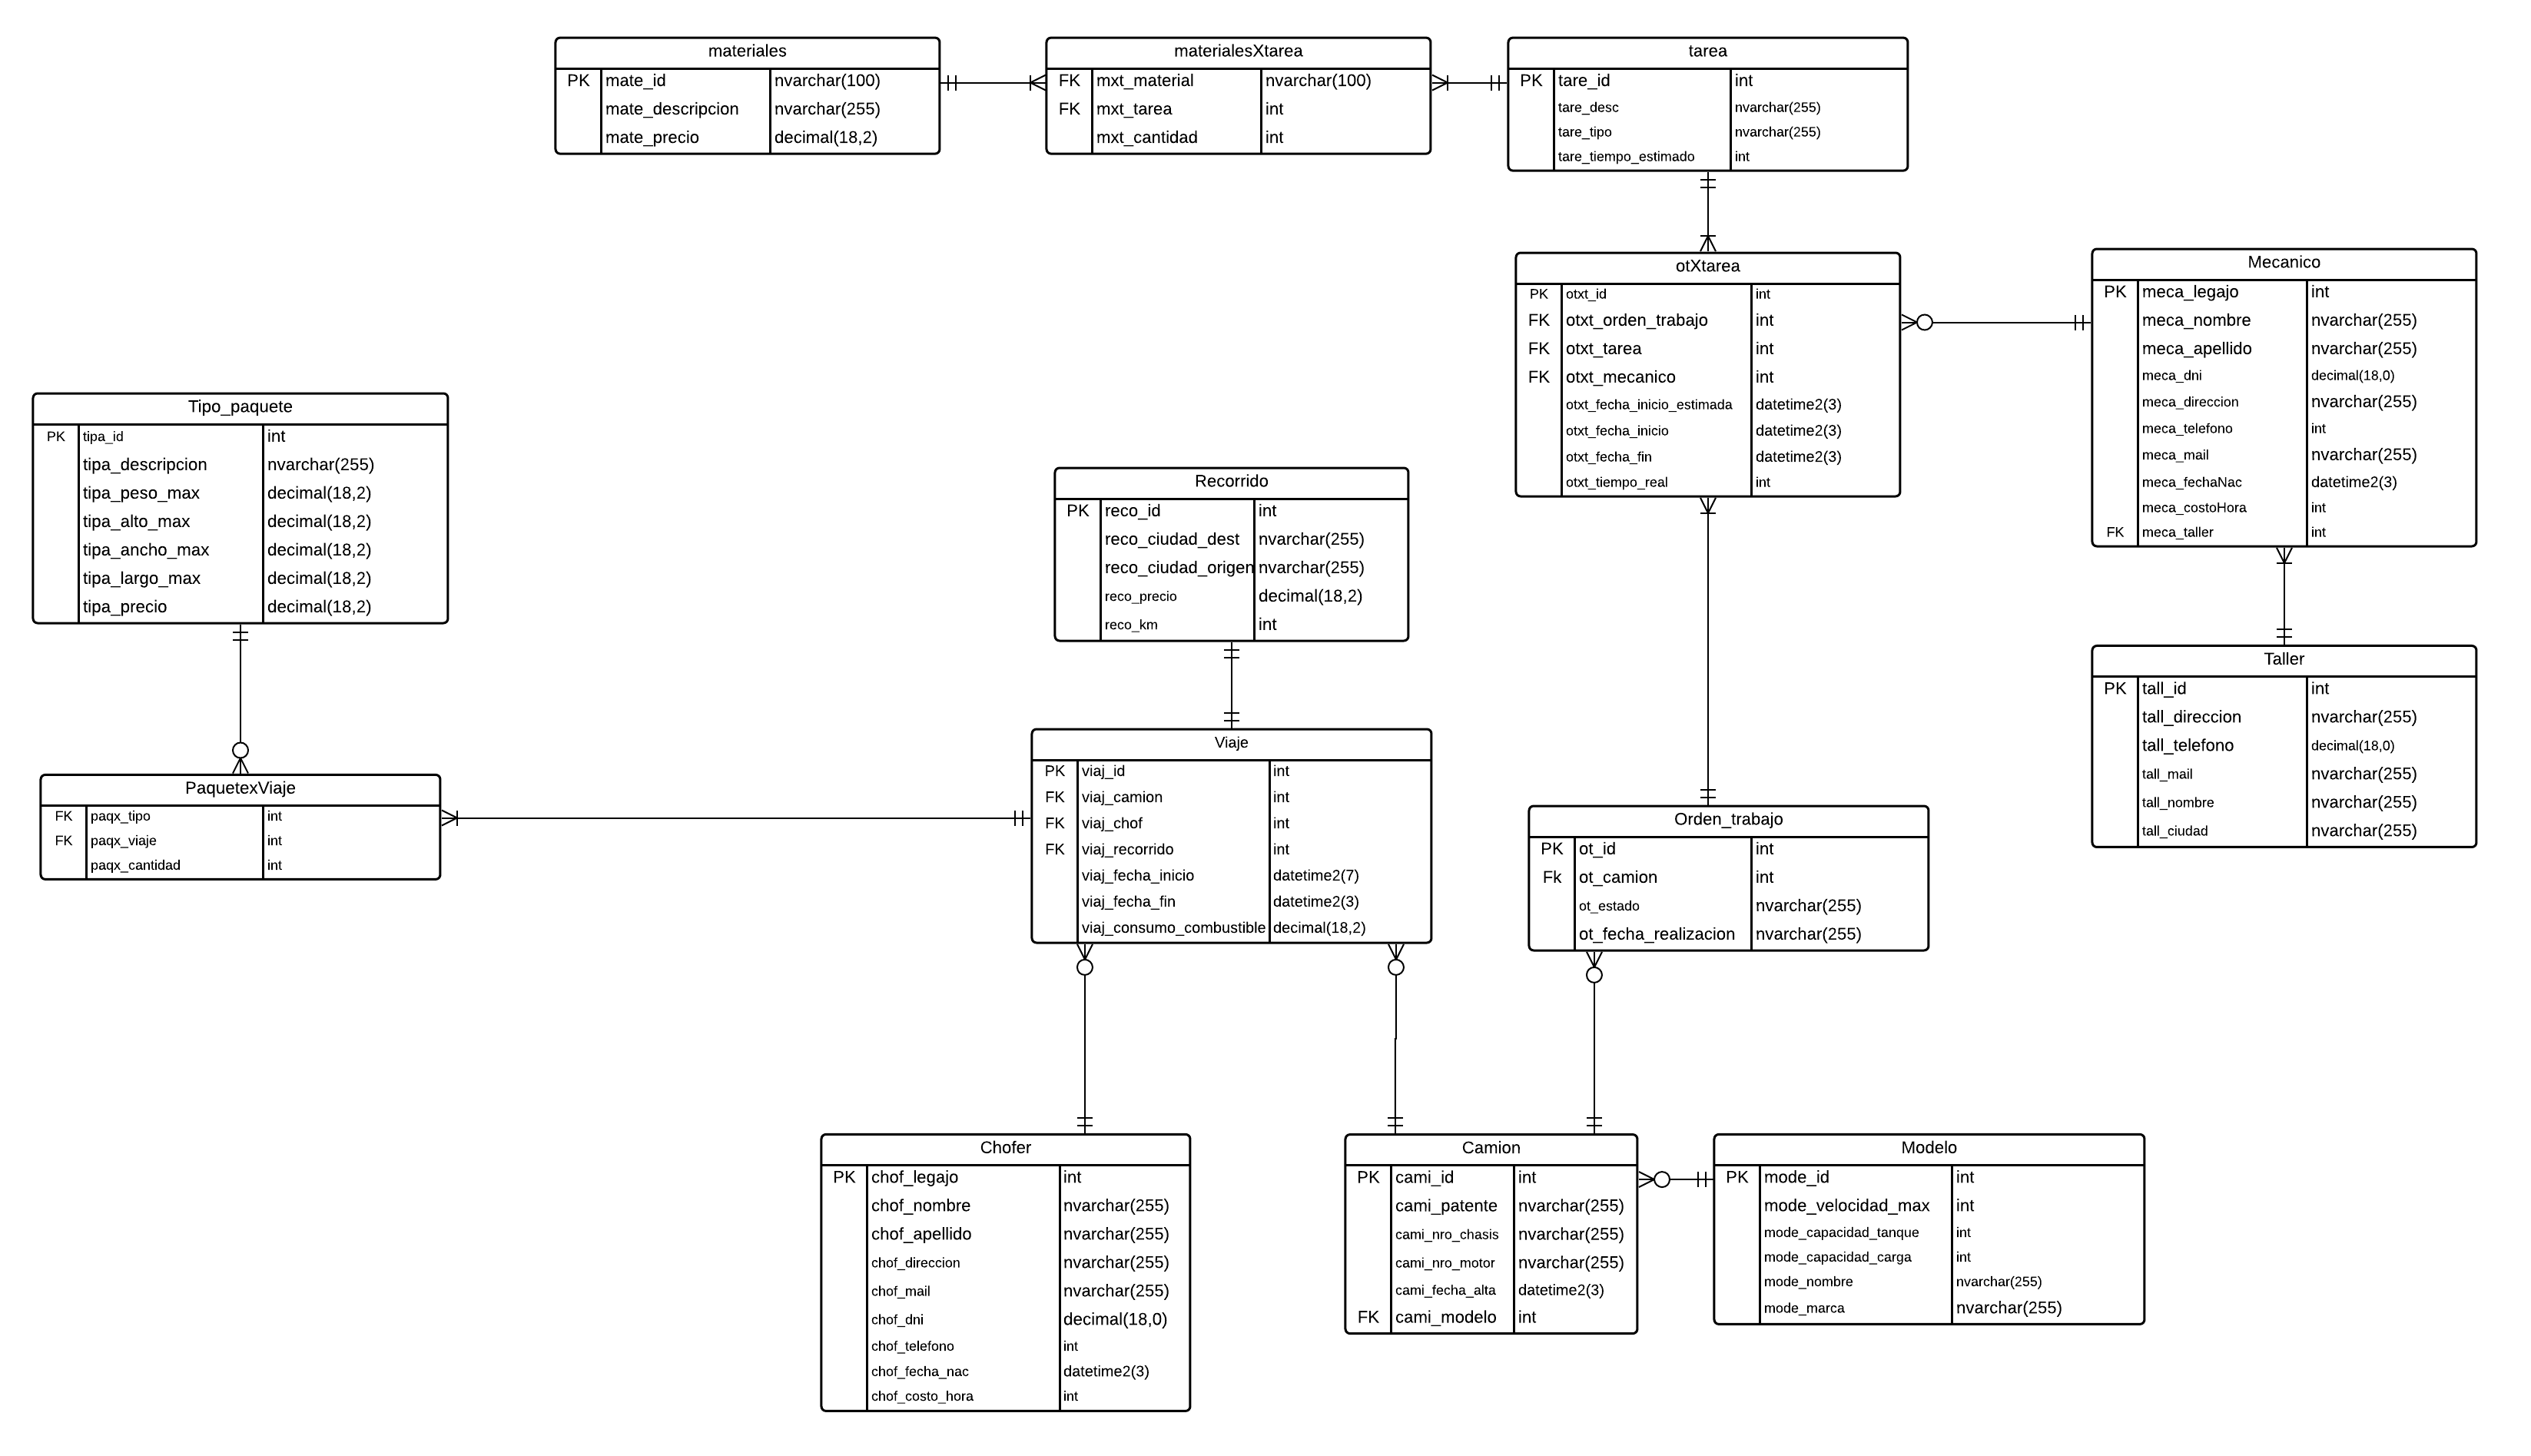 materiales
PK mate_id nvarchar(100)
mate_descripcion nvarchar(255)
mate_precio decimal(18,2)
materialesXtarea
FK mxt_material nvarchar(100)
FK mxt_tarea int
mxt_cantidad int
tarea
PK tare_id int
tare_desc nvarchar(255)
tare_tipo nvarchar(255)
tare_tiempo_estimado int
otXtarea
PK otxt_id int
FK otxt_orden_trabajo int
FK otxt_tarea int
FK otxt_mecanico int
otxt_fecha_inicio_estimada datetime2(3)
otxt_fecha_inicio datetime2(3)
otxt_fecha_fin datetime2(3)
otxt_tiempo_real int
Mecanico
PK meca_legajo int
meca_nombre nvarchar(255)
meca_apellido nvarchar(255)
meca_dni decimal(18,0)
meca_direccion nvarchar(255)
meca_telefono int
meca_mail nvarchar(255)
meca_fechaNac datetime2(3)
meca_costoHora int
FK meca_taller int
Tipo_paquete
PK tipa_id int
tipa_descripcion nvarchar(255)
tipa_peso_max decimal(18,2)
tipa_alto_max decimal(18,2)
tipa_ancho_max decimal(18,2)
tipa_largo_max decimal(18,2)
tipa_precio decimal(18,2)
Recorrido
PK reco_id int
reco_ciudad_dest nvarchar(255)
reco_ciudad_origen nvarchar(255)
reco_precio decimal(18,2)
reco_km int
Taller
PK tall_id int
tall_direccion nvarchar(255)
tall_telefono decimal(18,0)
tall_mail nvarchar(255)
tall_nombre nvarchar(255)
tall_ciudad nvarchar(255)
PaquetexViaje
FK paqx_tipo int
FK paqx_viaje int
paqx_cantidad int
Viaje
PK viaj_id int
FK viaj_camion int
FK viaj_chof int
FK viaj_recorrido int
viaj_fecha_inicio datetime2(7)
viaj_fecha_fin datetime2(3)
viaj_consumo_combustible decimal(18,2)
Orden_trabajo
PK ot_id int
Fk ot_camion int
ot_estado nvarchar(255)
ot_fecha_realizacion nvarchar(255)
Chofer
PK chof_legajo int
chof_nombre nvarchar(255)
chof_apellido nvarchar(255)
chof_direccion nvarchar(255)
chof_mail nvarchar(255)
chof_dni decimal(18,0)
chof_telefono int
chof_fecha_nac datetime2(3)
chof_costo_hora int
Camion
PK cami_id int
cami_patente nvarchar(255)
cami_nro_chasis nvarchar(255)
cami_nro_motor nvarchar(255)
cami_fecha_alta datetime2(3)
FK cami_modelo int
Modelo
PK mode_id int
mode_velocidad_max int
mode_capacidad_tanque int
mode_capacidad_carga int
mode_nombre nvarchar(255)
mode_marca nvarchar(255)